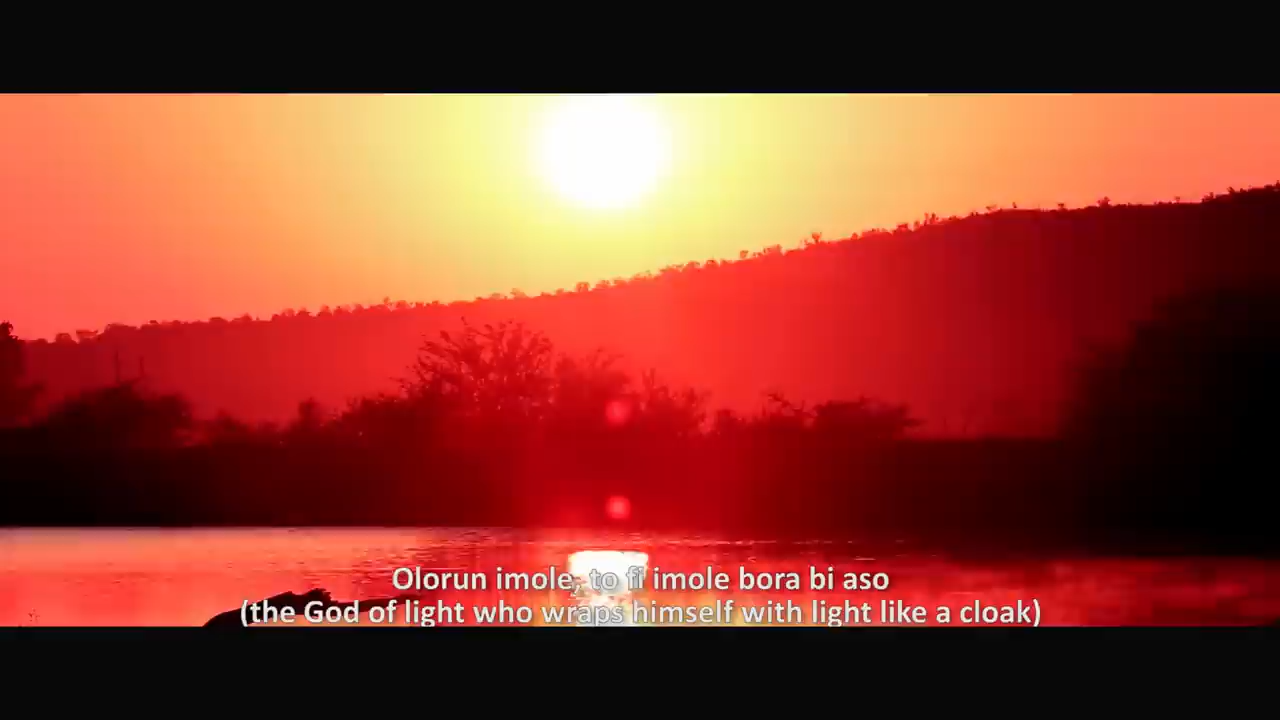 Olorun imole, to fi imole bora bi aso
(the God of light who wraps himself with light like a cloak)